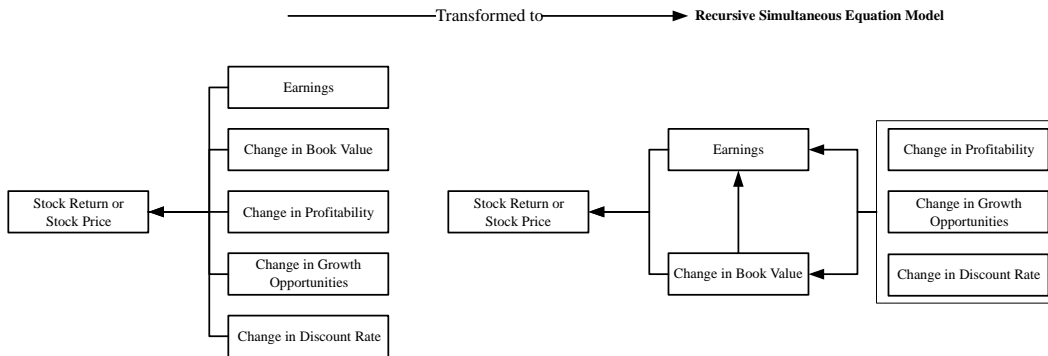 Transformed to
Recursive Simultaneous Equation Model
Earnings
Change in Book Value
Stock Return or
Stock Price
Change in Profitability
Change in Growth
Opportunities
Change in Discount Rate
Earnings
Stock Return or
Stock Price
Change in Book Value
Change in Profitability
Change in Growth
Opportunities
Change in Discount Rate